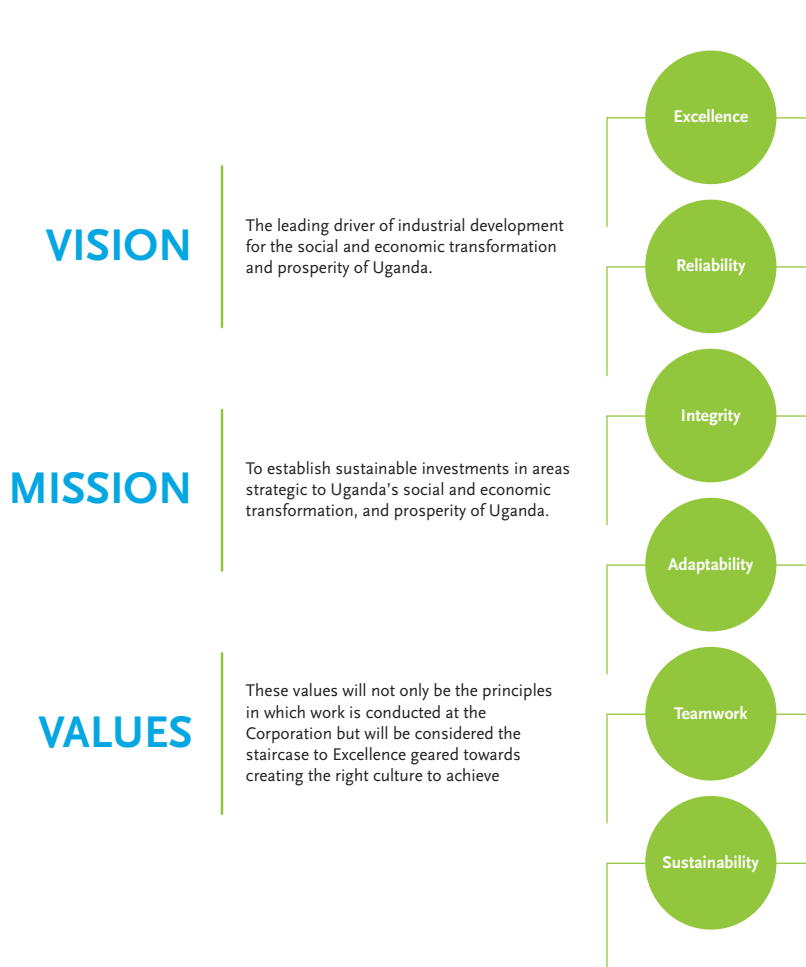 VISION
The leading driver of industrial development
for the social and economic transformation
and prosperity of Uganda.
MISSION
To establish sustainable investments in areas
strategic to Uganda's social and economic
transformation, and prosperity of Uganda.
VALUES
These values will not only be the principles
in which work is conducted at the
Corporation but will be considered the
staircase to Excellence geared towards
creating the right culture to achieve
Excellence
Reliability
Integrity
Adaptability
Teamwork
Sustainability